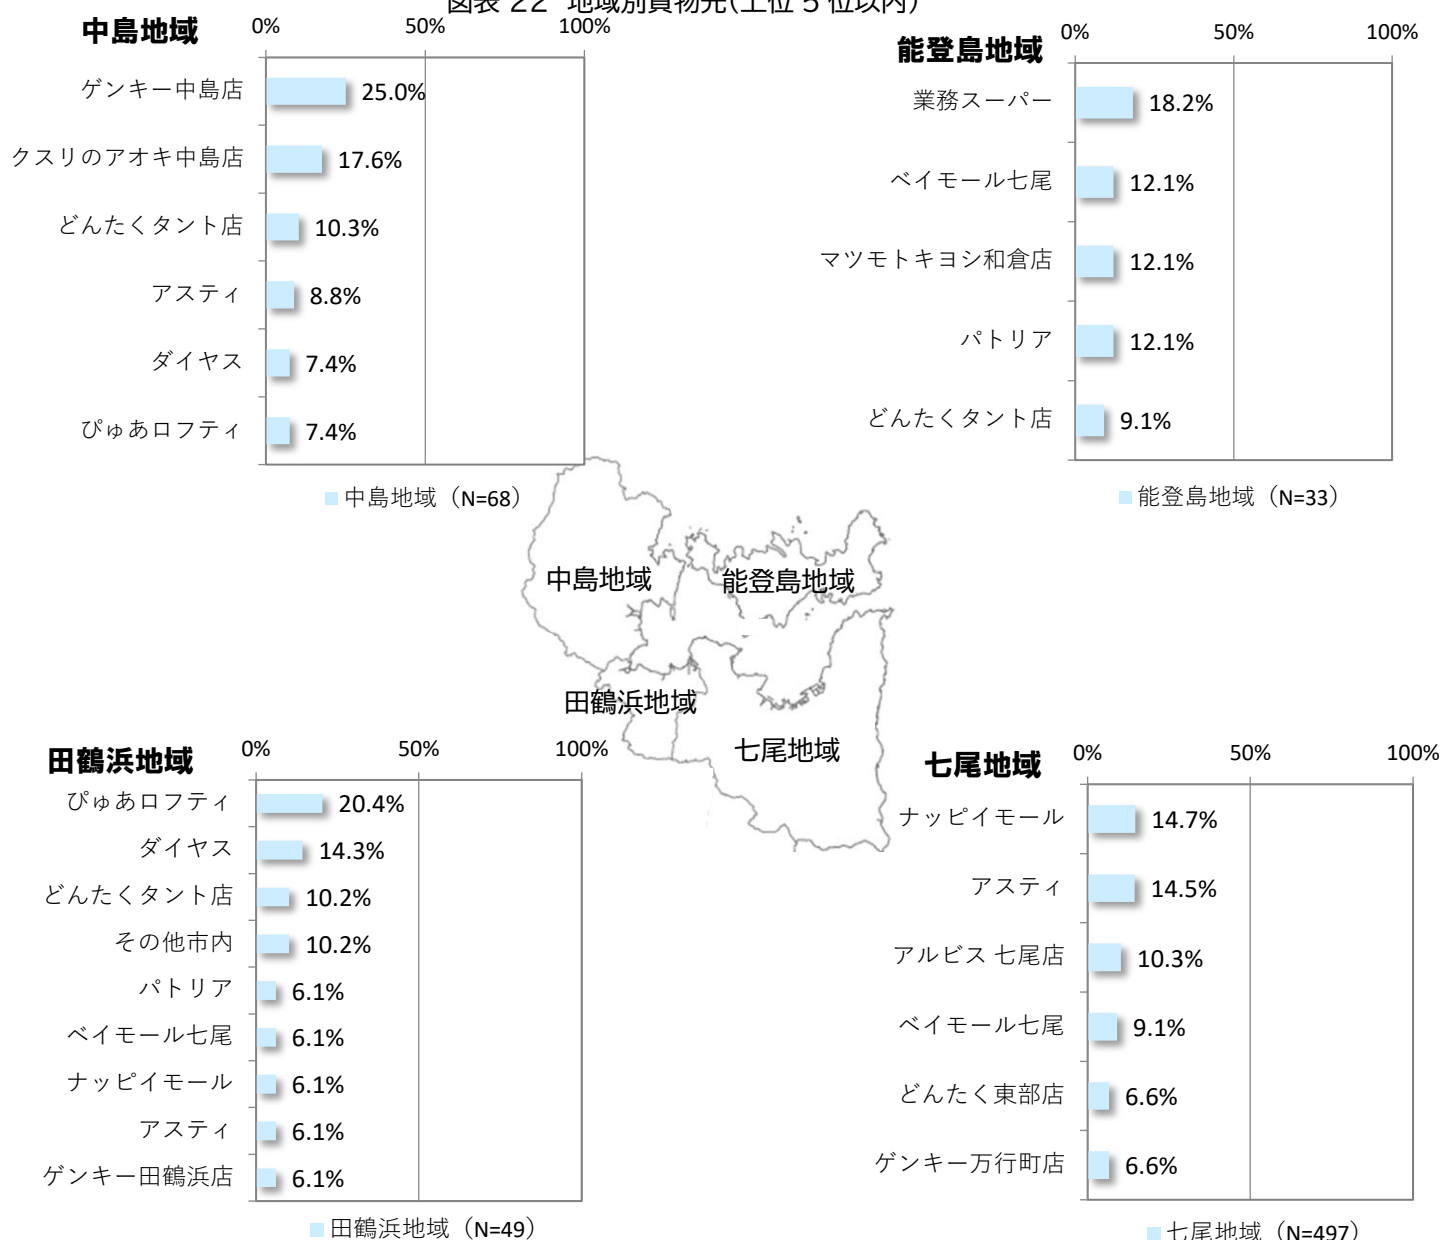 図表 22 地域別買物先(上位 5 位以内)
中島地域
0% 50% 100%
ゲンキー中島店 25.0%
クスリのアオキ中島店 17.6%
どんたくタント店 10.3%
アスティ 8.8%
ダイヤス 7.4%
ぴゅあロフティ 7.4%
中島地域（N=68）
能登島地域
0% 50% 100%
業務スーパー 18.2%
ベイモール七尾 12.1%
マツモトキヨシ和倉店 12.1%
パトリア 12.1%
どんたくタント店 9.1%
能登島地域（N=33）
中島地域
能登島地域
田鶴浜地域
七尾地域
田鶴浜地域
0% 50% 100%
ぴゅあロフティ 20.4%
ダイヤス 14.3%
どんたくタント店 10.2%
その他市内 10.2%
パトリア 6.1%
ベイモール七尾 6.1%
ナッピイモール 6.1%
アスティ 6.1%
ゲンキー田鶴浜店 6.1%
田鶴浜地域（N=49）
七尾地域
0% 50% 100%
ナッピイモール 14.7%
アスティ 14.5%
アルビス 七尾店 10.3%
ベイモール七尾 9.1%
どんたく東部店 6.6%
ゲンキー万行町店 6.6%
七尾地域（N=497）